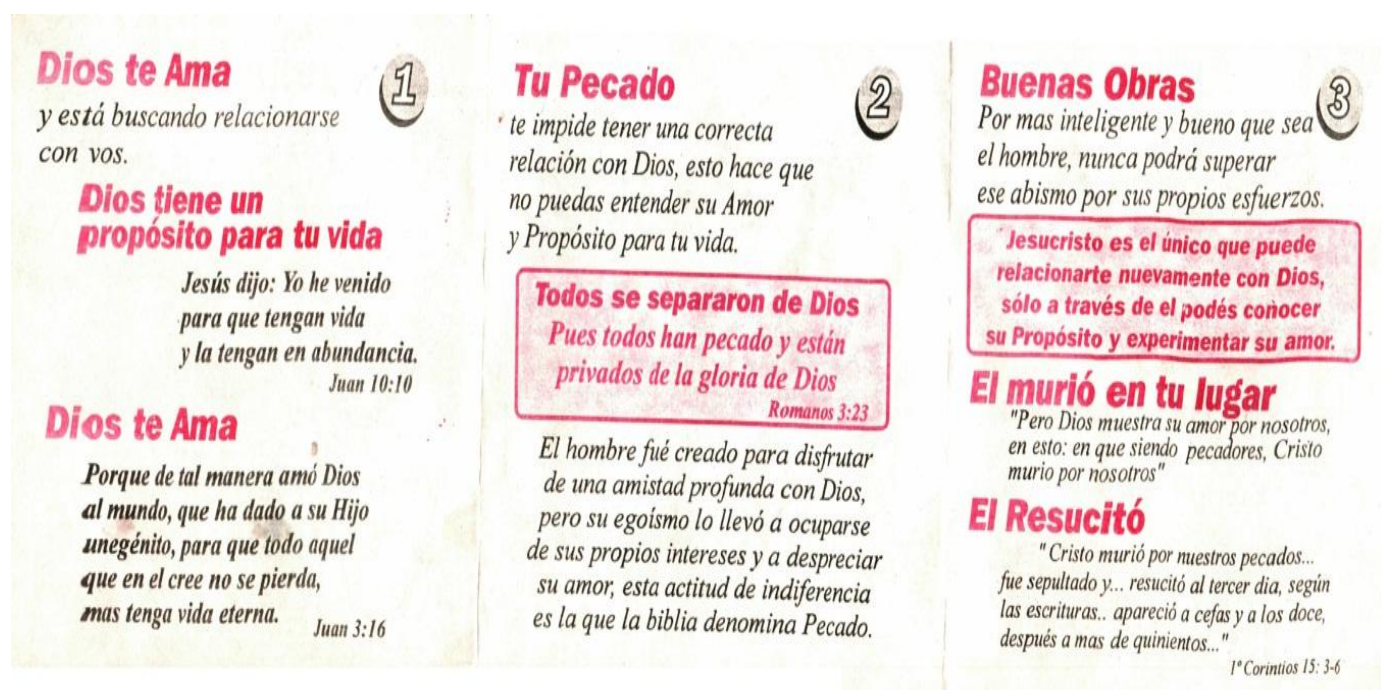 Dios te Ama
1
y está buscando relacionarse
con vos.
Dios tiene un
propósito para tu vida
Jesús dijo: Yo he venido
para que tengan vida
y la tengan en abundancia.
Juan 10:10
Dios te Ama
Porque de tal manera amó Dios
al mundo, que ha dado a su Hijo
unegénito, para que todo aquel
que en el cree no se pierda,
mas tenga vida eterna.
Juan 3:16
Tu Pecado
2
te impide tener una correcta
relación con Dios, esto hace que
no puedas entender su Amor
y Propósito para tu vida.
Todos se separaron de Dios
Pues todos han pecado y están
privados de la gloria de Dios
Romanos 3:23
El hombre fué creado para disfrutar
de una amistad profunda con Dios,
pero su egoísmo lo llevó a ocuparse
de sus propios intereses y a despreciar
su amor, esta actitud de indiferencia
es la que la biblia denomina Pecado.
Buenas Obras
3
Por mas inteligente y bueno que sea
el hombre, nunca podrá superar
ese abismo por sus propios esfuerzos.
Jesucristo es el único que puede
relacionarte nuevamente con Dios,
sólo a través de el podés conocer
su Propósito y experimentar su amor.
El murió en tu lugar
"Pero Dios muestra su amor por nosotros,
en esto: en que siendo pecadores, Cristo
murio por nosotros"
El Resucitó
"Cristo murió por nuestros pecados...
fue sepultado y... resucitó al tercer dia, según
las escrituras.. apareció a cefas y a los doce,
después a mas de quinientos..."
1º Corintios 15: 3-6